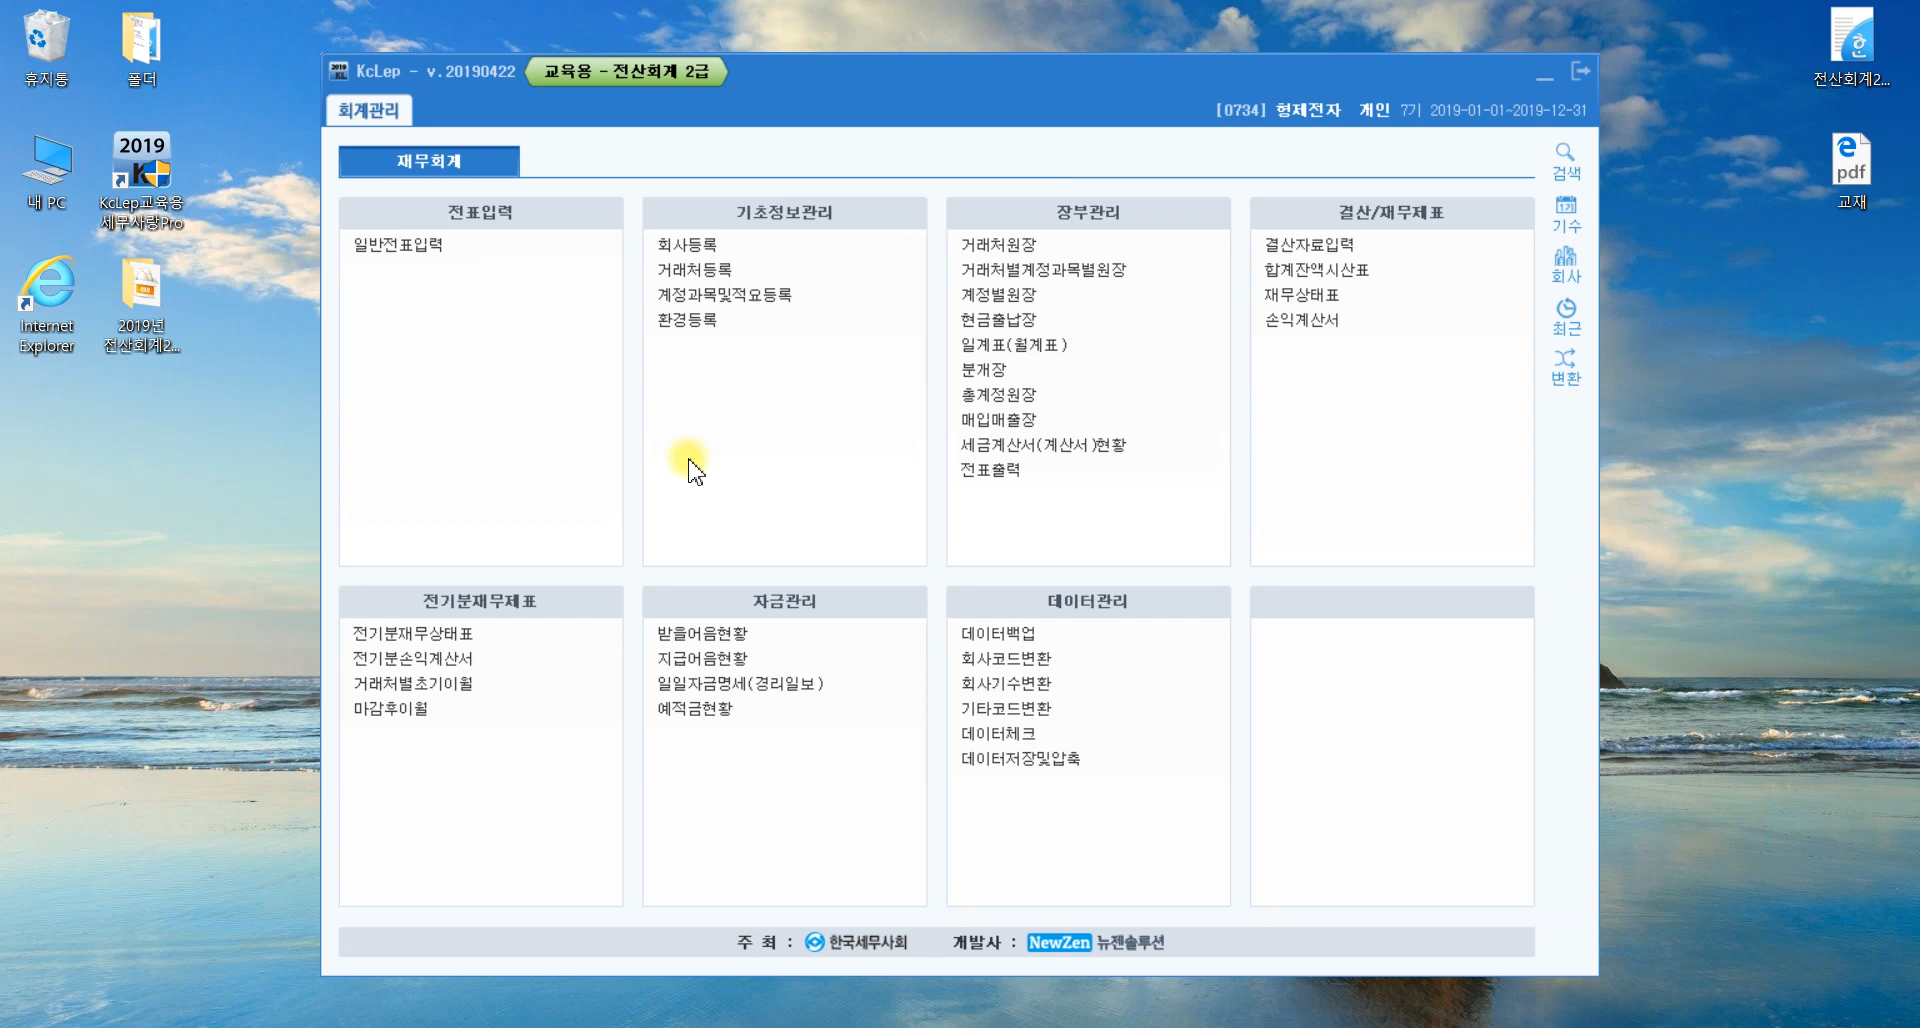 휴지통
폴더
내 PC
2019
KcLep교육용
세무사랑Pro
Internet
Explorer
2019년
전산회계2...
2019
KL
KcLep - v.20190422
교육용 - 전산회계 2급
회계관리
[0734] 형제전자 개인 7기 2019-01-01~2019-12-31
재무회계
전표입력
일반전표입력
기초정보관리
회사등록
거래처등록
계정과목및적요등록
환경등록
장부관리
거래처원장
거래처별계정과목별원장
계정별원장
현금출납장
일계표(월계표)
분개장
총계정원장
매입매출장
세금계산서(계산서)현황
전표출력
결산/재무제표
결산자료입력
합계잔액시산표
재무상태표
손익계산서
전기분재무제표
전기분재무상태표
전기분손익계산서
거래처별초기이월
마감후이월
자금관리
받을어음현황
지급어음현황
일일자금명세(경리일보)
예적금현황
데이터관리
데이터백업
회사코드변환
회사기수변환
기타코드변환
데이터체크
데이터저장및압축
검색
기수
회사
최근
변환
주 최 : 한국세무사회 개발사 : NewZen 뉴젠솔루션
전산회계2...
pdf
교재